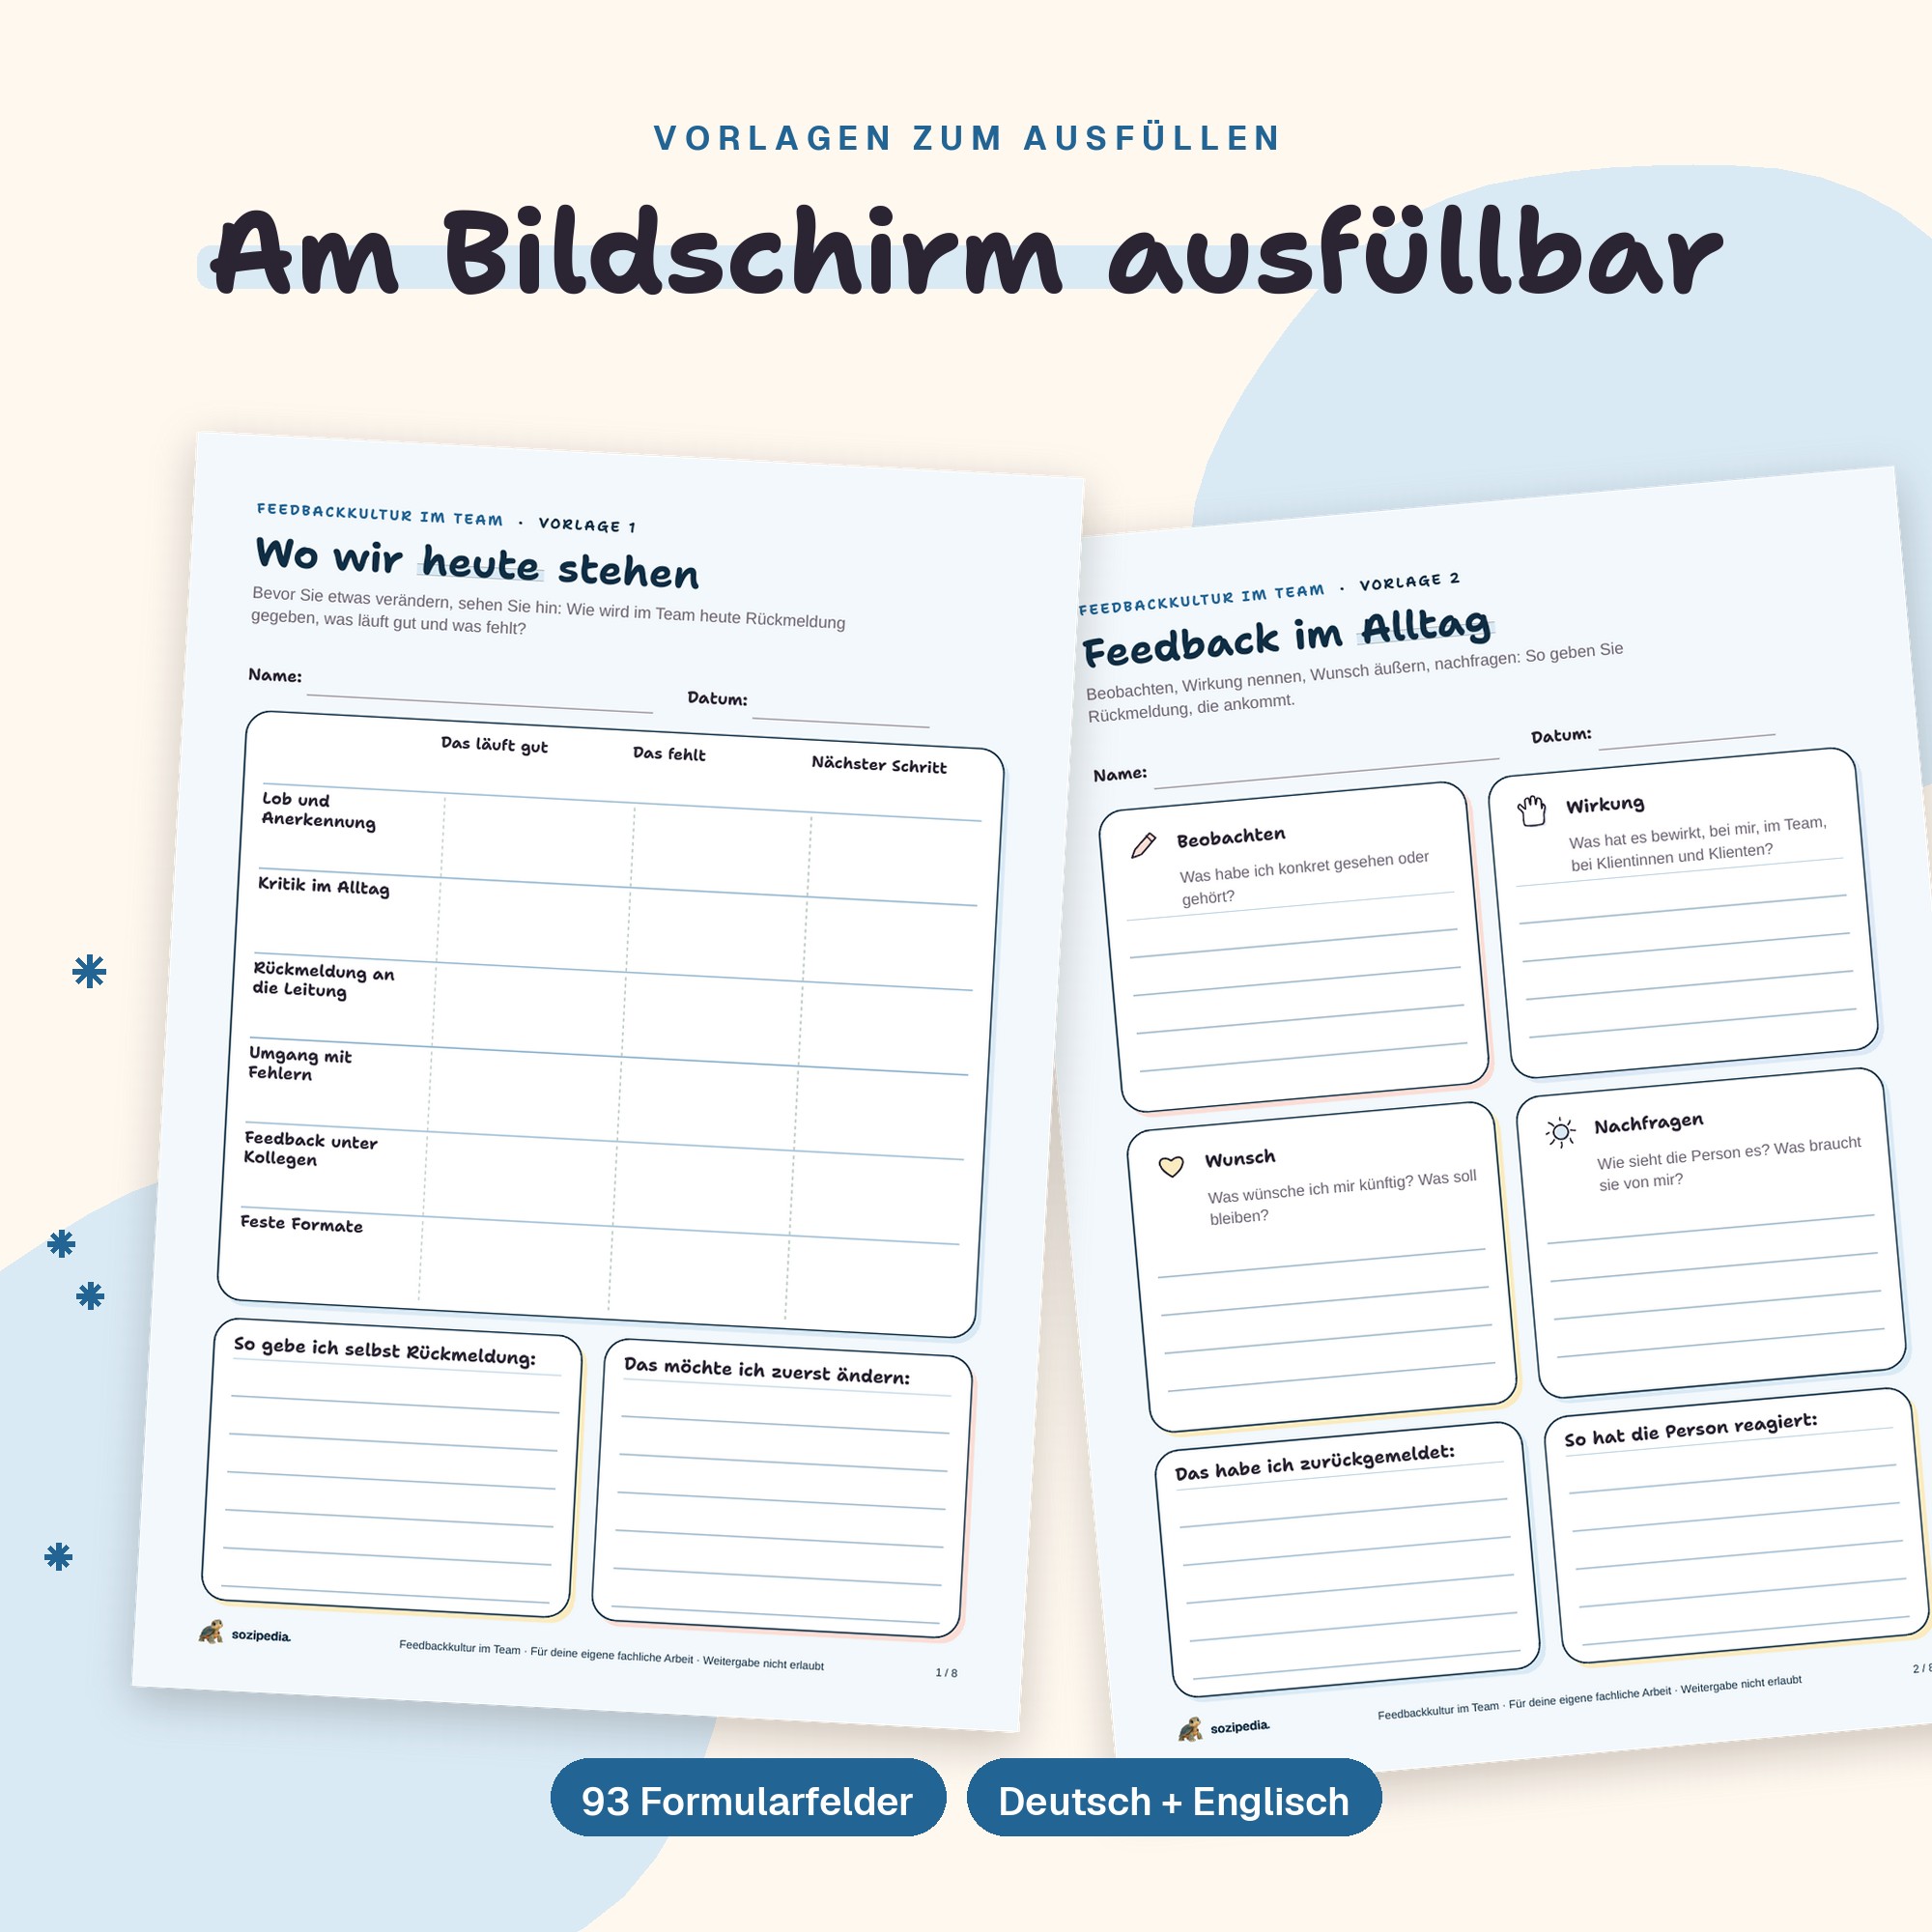 VORLAGEN ZUM AUSFÜLLEN
Am Bildschirm ausfüllbar
FEEDBACKKULTUR IM TEAM · VORLAGE 1
Wo wir heute stehen
Bevor Sie etwas verändern, sehen Sie hin: Wie wird im Team heute Rückmeldung
gegeben, was läuft gut und was fehlt?
Name:
Datum:
Das läuft gut
Das fehlt
Nächster Schritt
Lob und
Anerkennung
Kritik im Alltag
Rückmeldung an
die Leitung
Umgang mit
Fehlern
Feedback unter
Kollegen
Feste Formate
So gebe ich selbst Rückmeldung:
Das möchte ich zuerst ändern:
sozipedia.
Feedbackkultur im Team · Für deine eigene fachliche Arbeit · Weitergabe nicht erlaubt
1 / 8
FEEDBACKKULTUR IM TEAM · VORLAGE 2
Feedback im Alltag
Beobachten, Wirkung nennen, Wunsch äußern, nachfragen: So geben Sie
Rückmeldung, die ankommt.
Name:
Datum:
Beobachten
Was habe ich konkret gesehen oder
gehört?
Wirkung
Was hat es bewirkt, bei mir, im Team,
bei Klientinnen und Klienten?
Wunsch
Was wünsche ich mir künftig? Was soll
bleiben?
Nachfragen
Wie sieht die Person es? Was braucht
sie von mir?
Das habe ich zurückgemeldet:
So hat die Person reagiert:
sozipedia.
Feedbackkultur im Team · Für deine eigene fachliche Arbeit · Weitergabe nicht erlaubt
2 / 8
93 Formularfelder
Deutsch + Englisch